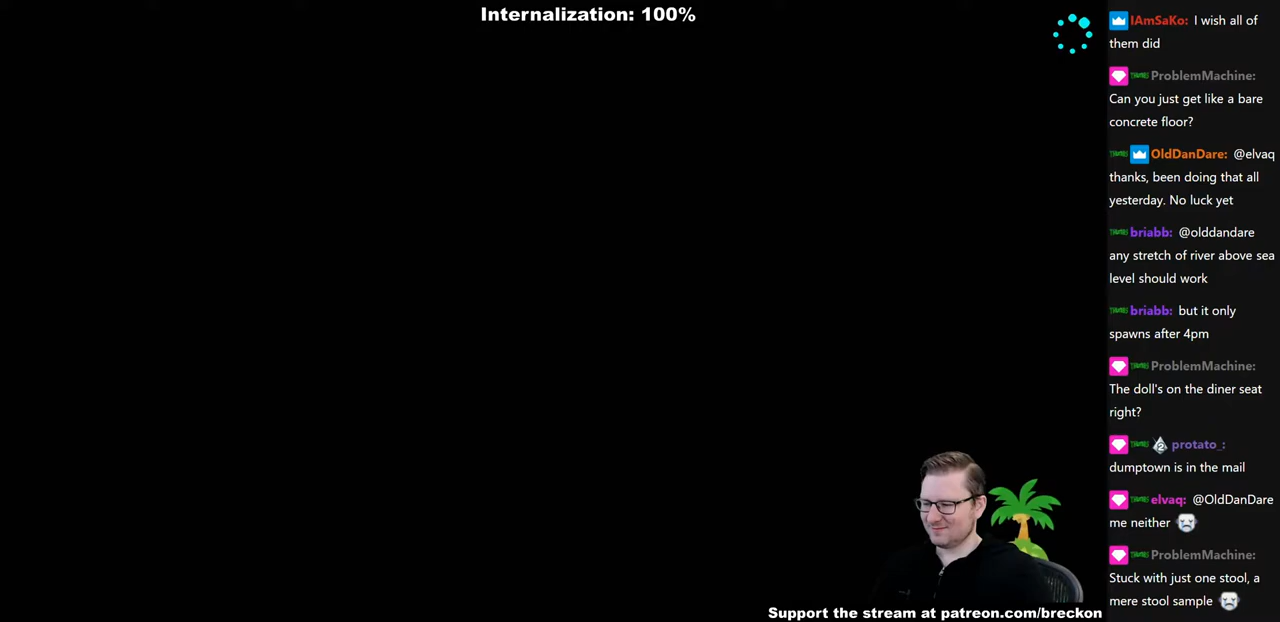 Internalization: 100%
IAmSaKo: I wish all of
them did
ProblemMachine:
Can you just get like a bare
concrete floor?
OldDanDare: @elvaq
thanks, been doing that all
yesterday. No luck yet
briabb: @olddandare
any stretch of river above sea
level should work
briabb: but it only
spawns after 4pm
ProblemMachine:
The doll's on the diner seat
right?
2 protato_:
dumptown is in the mail
elvaq: @OldDanDare
me neither
ProblemMachine:
Stuck with just one stool, a
mere stool sample
Support the stream at patreon.com/breckon